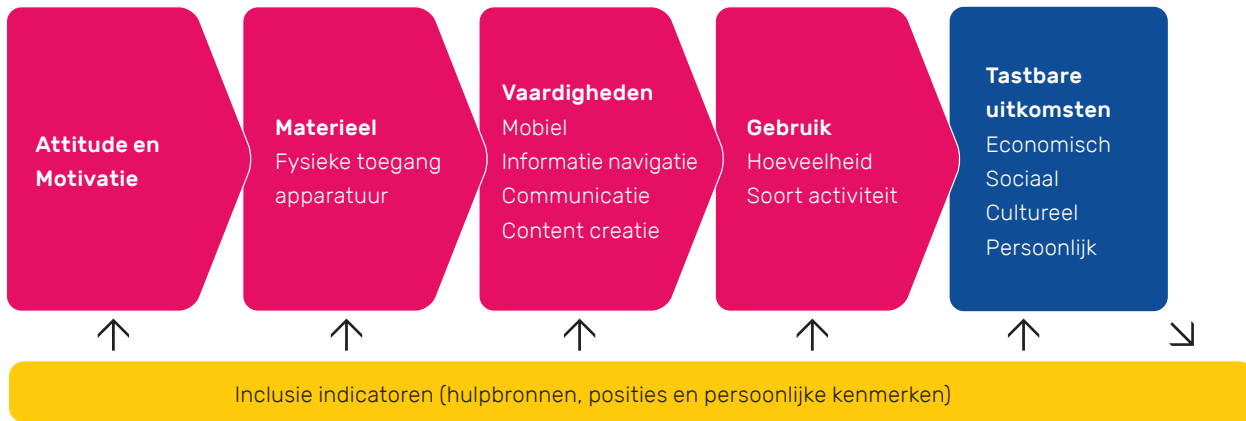 Attitude en
Motivatie
Materieel
Fysieke toegang
apparatuur
Vaardigheden
Mobiel
Informatie navigatie
Communicatie
Content creatie
Gebruik
Hoeveelheid
Soort activiteit
Tastbare
uitkomsten
Economisch
Sociaal
Cultureel
Persoonlijk
Inclusie indicatoren (hulpbronnen, posities en persoonlijke kenmerken)